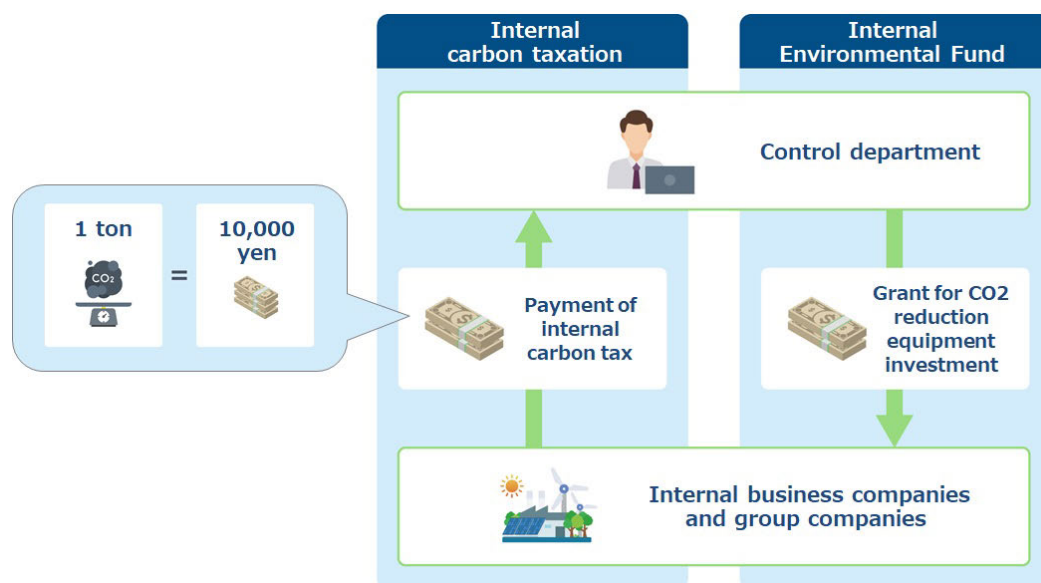 Internal
carbon taxation
Internal
Environmental Fund
Control department
1 ton
CO2
=
10,000
yen
Payment of
internal
carbon tax
Grant for CO2
reduction
equipment
investment
Internal business companies
and group companies